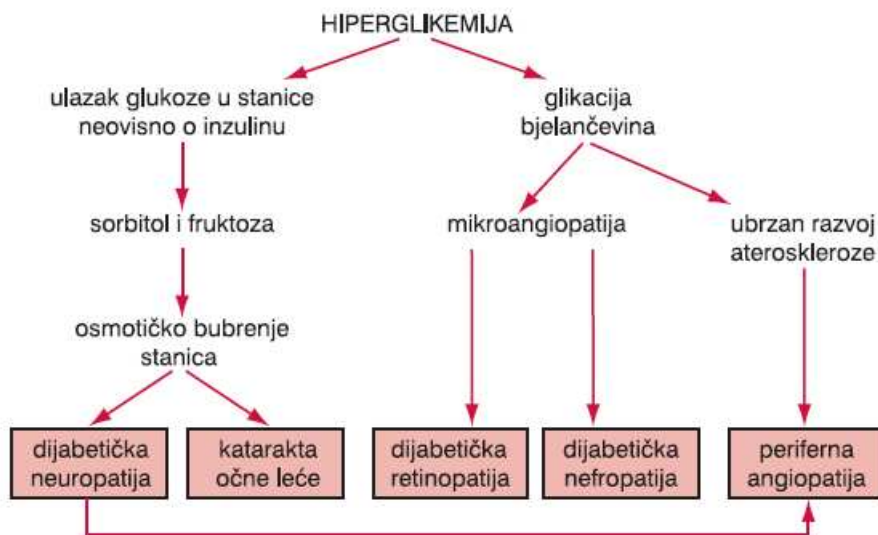 HIPERGLIKEMIJA
ulazak glukoze u stanice
neovisno o inzulinu
glikacija
bjelančevina
sorbitol i fruktoza
mikroangiopatija
ubrzan razvoj
ateroskleroze
osmotičko bubrenje
stanica
dijabetička
neuropatija
katarakta
očne leće
dijabetička
retinopatija
dijabetička
nefropatija
periferna
angiopatija